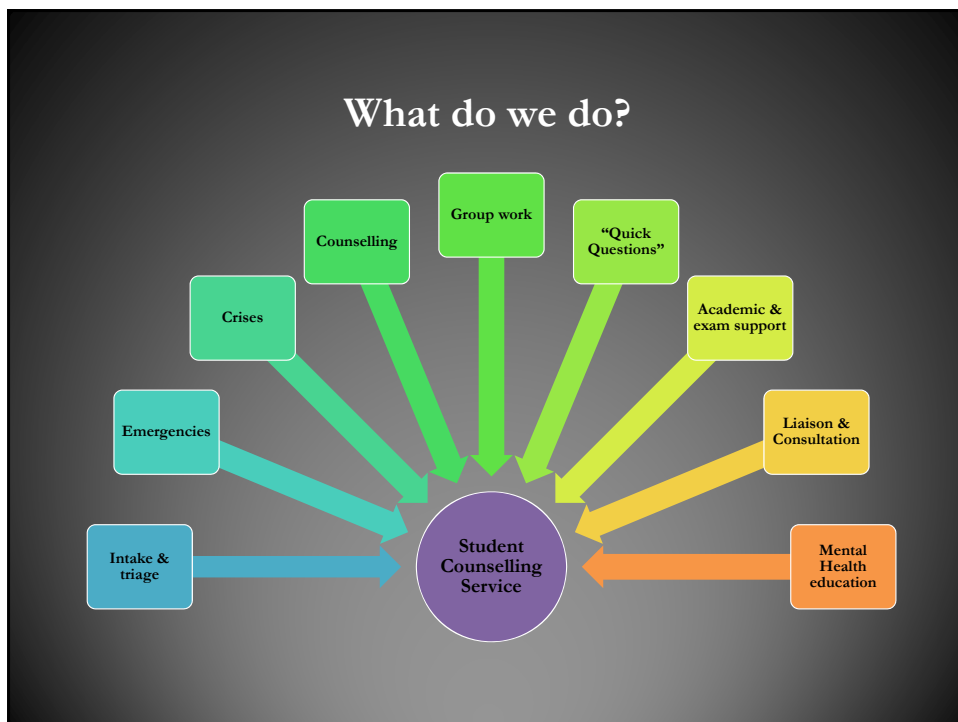 What do we do?
Group work
Counselling
“Quick
Questions”
Crises
Academic &
exam support
Emergencies
Liaison &
Consultation
Intake &
triage
Student
Counselling
Service
Mental
Health
education